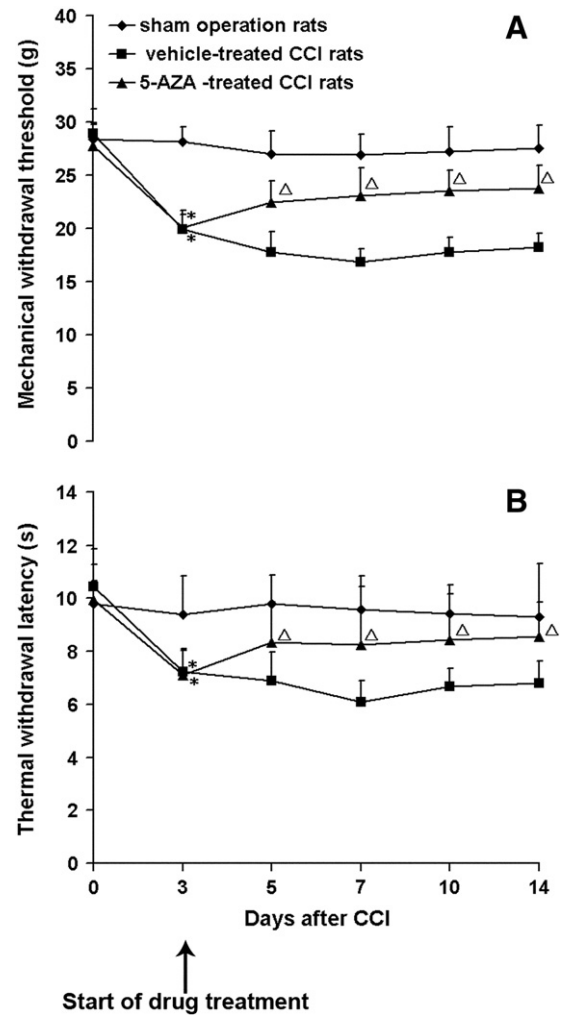 A
sham operation rats
vehicle-treated CCI rats
5-AZA -treated CCI rats
Mechanical withdrawal threshold (g)
40
35
30
25
20
15
10
5
0
*
*
△
△
△
△
B
Thermal withdrawal latency (s)
14
12
10
8
6
4
2
0
*
*
△
△
△
△
0 3 5 7 10 14
Days after CCI
Start of drug treatment